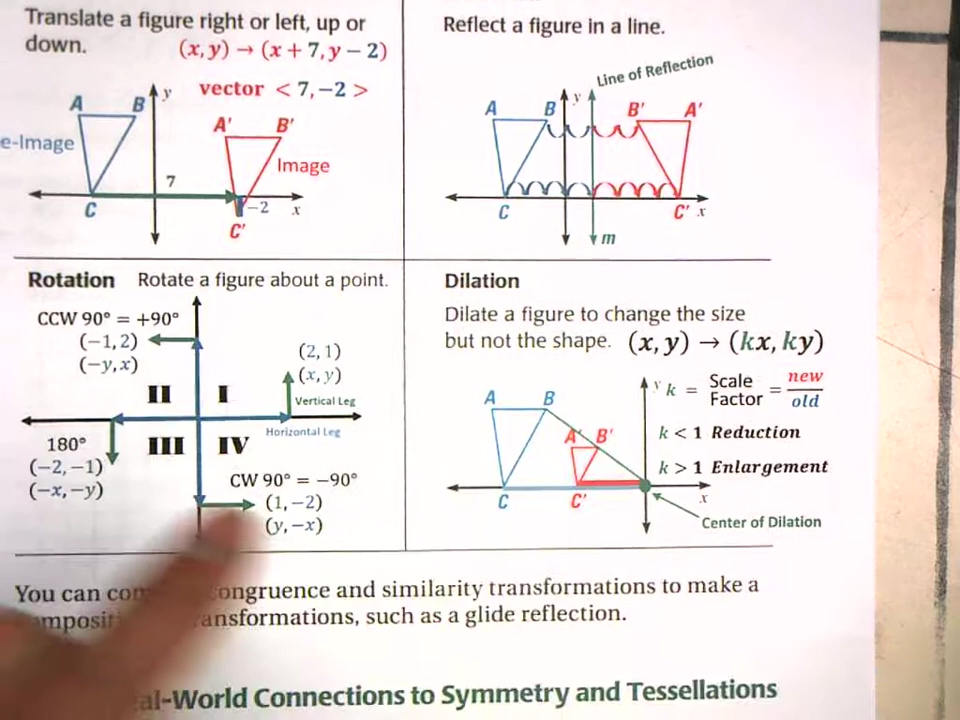 Translate a figure right or left, up or
down. (x, y) → (x + 7, y − 2)
vector < 7, −2 >
A B y
A' B'
e-Image
Image
7
−2 x
C
C'
Reflect a figure in a line.
Line of Reflection
A B y B' A'
C C' x
m
Rotation Rotate a figure about a point.
CCW 90° = +90°
(−1, 2)
(−y, x)
(2, 1)
(x, y)
Vertical Leg
II I
Horizontal Leg
III IV
180°
(−2, −1)
(−x, −y)
CW 90° = −90°
(1, −2)
(y, −x)
Dilation
Dilate a figure to change the size
but not the shape. (x, y) → (kx, ky)
y k = Scale Factor = new/old
A B
A' B'
k < 1 Reduction
k > 1 Enlargement
C C' x
Center of Dilation
You can congruence and similarity transformations to make a
ansformations, such as a glide reflection.
al-World Connections to Symmetry and Tessellations